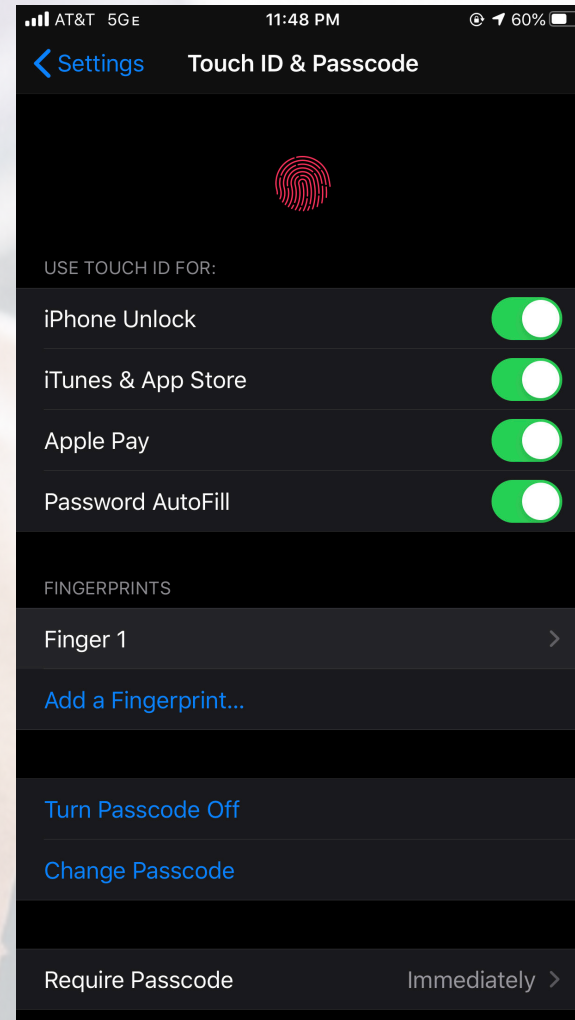 AT&T 5GE 11:48 PM 60%
Settings Touch ID & Passcode
USE TOUCH ID FOR:
iPhone Unlock
iTunes & App Store
Apple Pay
Password AutoFill
FINGERPRINTS
Finger 1
Add a Fingerprint...
Turn Passcode Off
Change Passcode
Require Passcode Immediately